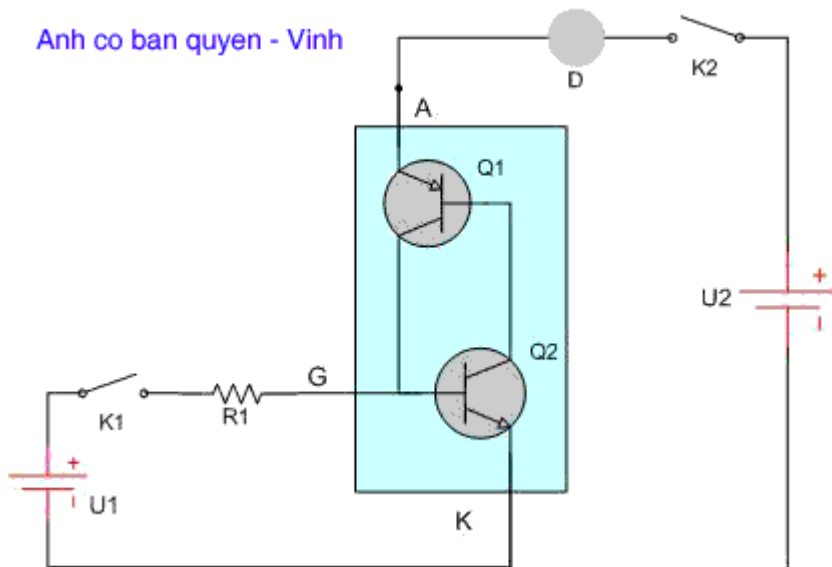 Anh co ban quyen - Vinh
D
K2
A
Q1
+
U2
-
Q2
G
K1
R1
+
U1
-
K